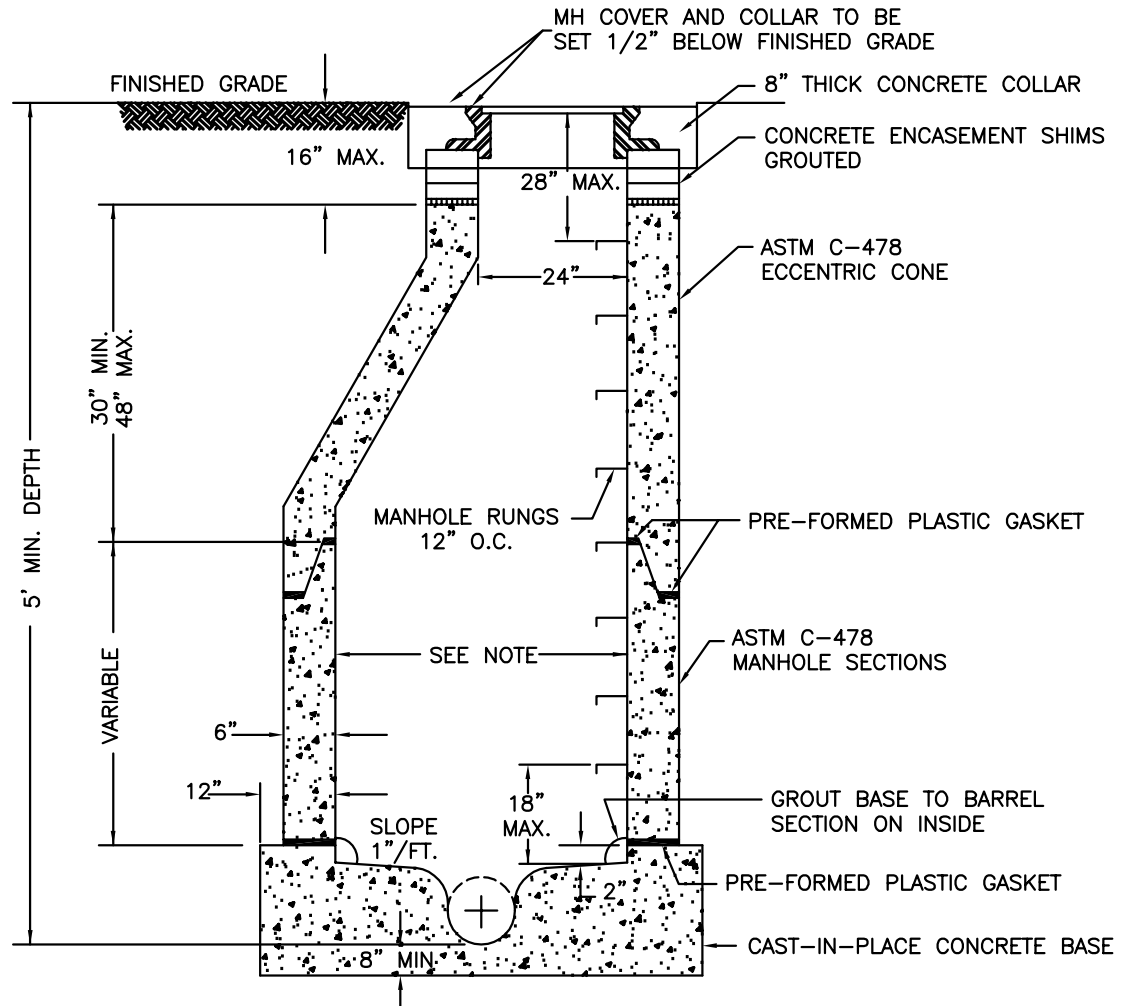 MH COVER AND COLLAR TO BE
SET 1/2" BELOW FINISHED GRADE
FINISHED GRADE
8" THICK CONCRETE COLLAR
16" MAX.
CONCRETE ENCASEMENT SHIMS
GROUTED
28" MAX.
ASTM C-478
ECCENTRIC CONE
24"
30" MIN.
48" MAX.
5' MIN. DEPTH
MANHOLE RUNGS
12" O.C.
PRE-FORMED PLASTIC GASKET
VARIABLE
SEE NOTE
ASTM C-478
MANHOLE SECTIONS
6"
12"
18"
MAX.
SLOPE
1"/FT.
GROUT BASE TO BARREL
SECTION ON INSIDE
2"
PRE-FORMED PLASTIC GASKET
8" MIN
CAST-IN-PLACE CONCRETE BASE